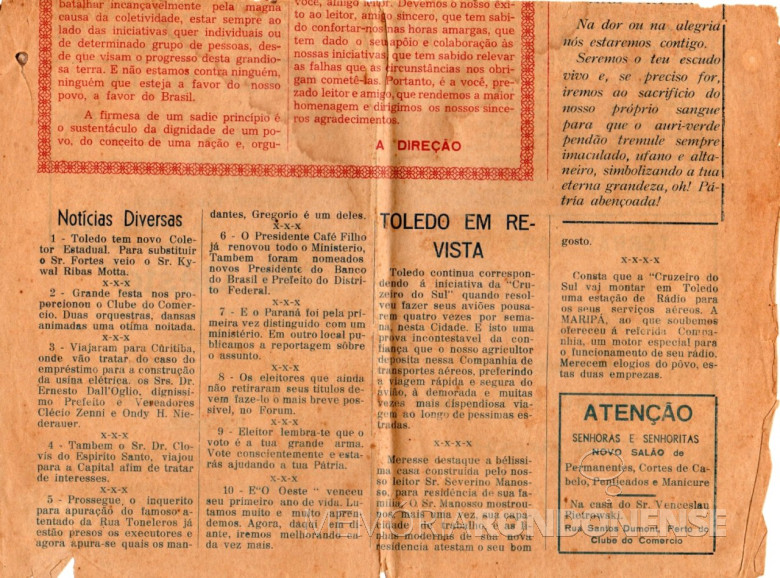 batalhar incançavelmente pela magna
causa da coletividade, estar sempre ao
lado das iniciativas quer individuais ou
de determinado grupo de pessoas, des-
de que visam o progresso desta grandio-
sa terra. E não estamos contra ninguém,
ninguem que esteja a favor do nosso
povo, a favor do Brasil.
A firmesa de um sadie principio é
o sustentáculo da dignidade de um po-
vo, do conceito de uma nação e, orgu-
voce, amigo leitor. Devemos o nosso êxi-
to ao leitor, amigo sincero, que tem sabi-
do confortar-nos nas horas amargas, que
tem dado o seu apôio e colaboração às
nossas iniciativas, que tem sabido relevar
as falhas que as circunstâncias nos obri-
gam cometê-las. Portanto, e a você, pre-
zado leitor e amigo, que rendemos a maior
homenagem e dirigimos os nossos since-
ros agradecimentos.
A DIREÇÃO
Na dor ou na alegria
nós estaremos contigo.
Seremos o teu escudo
vivo e, se preciso for,
iremos ao sacrificio do
nosso próprio sangue
para que o auri-verde
pendão tremule sempre
imaculado, ufano e alta-
neiro, simbolizando a tua
eterna grandeza, oh! Pá-
tria abençoada!
Notícias Diversas
1 - Toledo tem novo Cole-
tor Estadual. Para substituir
o Sr. Fortes veio o Sr. Ky-
wal Ribas Motta.
x-x-x
2 - Grande festa nos pro-
porcionou o Clube do Comer-
cio. Duas orquestras, dansas
animadas uma otima noitada.
x-x-x
3 - Viajaram para Cùritiba,
onde vão tratar, do caso do
empréstimo para a construção
da usina elétrica. os Srs. Dr.
Ernesto Dall'Oglio, dignissi-
mo Prefeito e Vereadores
Clécio Zenni e Ondy H. Nie-
derauer.
x-x-x
4 - Tambem o Sr. Dr. Clo-
vis do Espirito Santo, viajou
para a Capital afim de tratar
de interesses.
x-x-x
5 - Prossegue, o inquerito
para apuração do famoso a-
tentado da Rua Toneleros já
estão presos os executores e
agora apura-se quais os man-
dantes, Gregorio é um deles.
x-x-x
6 - O Presidente Café Filho
já renovou todo o Ministerio,
Tambem foram nomeados
novos Presidente do Banco
do Brasil e Prefeito do Distri-
to Federal.
x-x-x
7 - E o Paraná foi pela pri-
meira vez distinguido com um
ministério. Em outro local pu-
blicamos a reportagem sôbre
o assunto.
x-x-x
8 - Os eleitores que ainda
não retiraram seus titulos de-
vem faze-lo o mais breve pos-
sivel, no Forum.
x-x-x
9 - Eleitor lembra-te que o
voto é a tua grande arma.
Vote conscientemente e esta-
rás ajudando a tua Pátria.
x-x-x
10 - E"O Oeste" venceu
seu primeiro ano de vida. Lu-
tamos muito e muito apren-
demos. Agora, daqui por di-
ante, iremos melhorando ca-
da vez mais.
TOLEDO EM RE-
VISTA
Toledo continua correspon-
dendo á iniciativa da "Cru-
zeiro do Sul" quando resol-
veu fazer seus aviões pousa-
rem quatro vezes por sema-
na, nesta Cidade. E isto uma
prova incontestavel da con-
fiança que o nosso agricultor
deposita nessa Companhia de
transportes aéreos, preferindo
a viagem rápida e segura do
avião, à demorada e muitas
vezes mais dispendiosa via-
gem ao longo de pessimas es-
tradas.
x-x-x-x
Meresse destaque a bélissi-
ma casa construida pelo nos-
so leitor Sr. Severino Manos-
so, para residência de sua fa-
milia. O Sr. Manosso mostrou-
mais uma vez, sua capa-
cidade de trabalho, e as li-
nhas modernas de sua nova
residencia atestam o seu bom
gosto.
x-x-x-x
Consta que a "Cruzeiro do
Sul vai montar em Toledo
uma estação de Rádio para
os seus serviços aéreos. A
MARIPÁ, ao que soubemos
ofereceu á referida Compa-
nhia, um motor especial para
o funcionamento de seu rádio.
Merecem elogios do pôvo, es-
tas duas emprezas.
ATENÇÃO
SENHORAS E SENHORITAS
NOVO SALÃO de
Permanentes, Cortes de Ca-
belo, Penteados e Manicure
Na casa do Sr. Venceslau
Pietrawski
Rua Santos Dumont, Perto do
Clube do Comercio
MEMÓRIA RONDONENSE